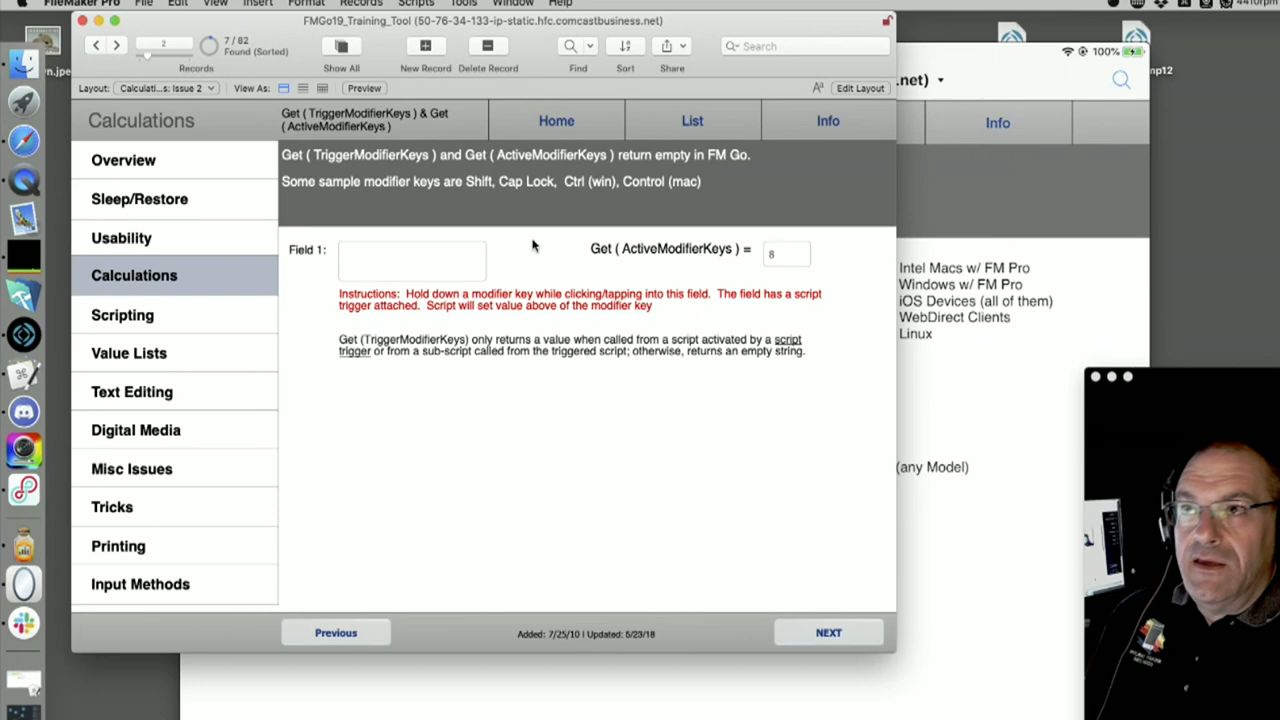 FileMaker Pro File Edit View Insert Format Records Scripts Tools Window Help
FMGo19_Training_Tool (50-76-34-133-ip-static.hfc.comcastbusiness.net)
2
7 / 82
Found (Sorted)
Search
Records
Show All
New Record
Delete Record
Find
Sort
Share
Layout: Calculati...s: Issue 2
View As:
Preview
Edit Layout
100%
.net)
Calculations
Get ( TriggerModifierKeys ) & Get
( ActiveModifierKeys )
Home
List
Info
Info
Get ( TriggerModifierKeys ) and Get ( ActiveModifierKeys ) return empty in FM Go.
Some sample modifier keys are Shift, Cap Lock, Ctrl (win), Control (mac)
Overview
Sleep/Restore
Usability
Calculations
Scripting
Value Lists
Text Editing
Digital Media
Misc Issues
Tricks
Printing
Input Methods
Field 1:
Get ( ActiveModifierKeys ) =
8
Instructions: Hold down a modifier key while clicking/tapping into this field. The field has a script
trigger attached. Script will set value above of the modifier key
Get (TriggerModifierKeys) only returns a value when called from a script activated by a script
trigger or from a sub-script called from the triggered script; otherwise, returns an empty string.
Intel Macs w/ FM Pro
Windows w/ FM Pro
iOS Devices (all of them)
WebDirect Clients
Linux
(any Model)
Previous
Added: 7/25/10 | Updated: 5/23/18
NEXT